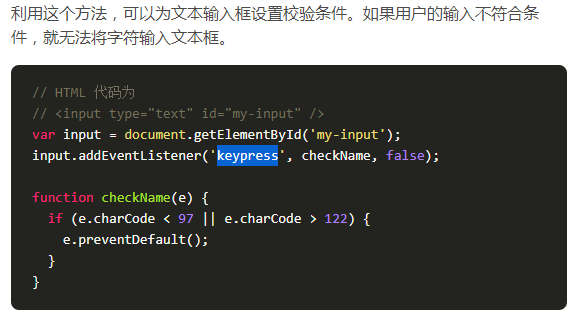 利用这个方法，可以为文本输入框设置校验条件。如果用户的输入不符合条
件，就无法将字符输入文本框。
// HTML 代码为
// <input type="text" id="my-input" />
var input = document.getElementById('my-input');
input.addEventListener('keypress', checkName, false);
function checkName(e) {
  if (e.charCode < 97 || e.charCode > 122) {
    e.preventDefault();
  }
}